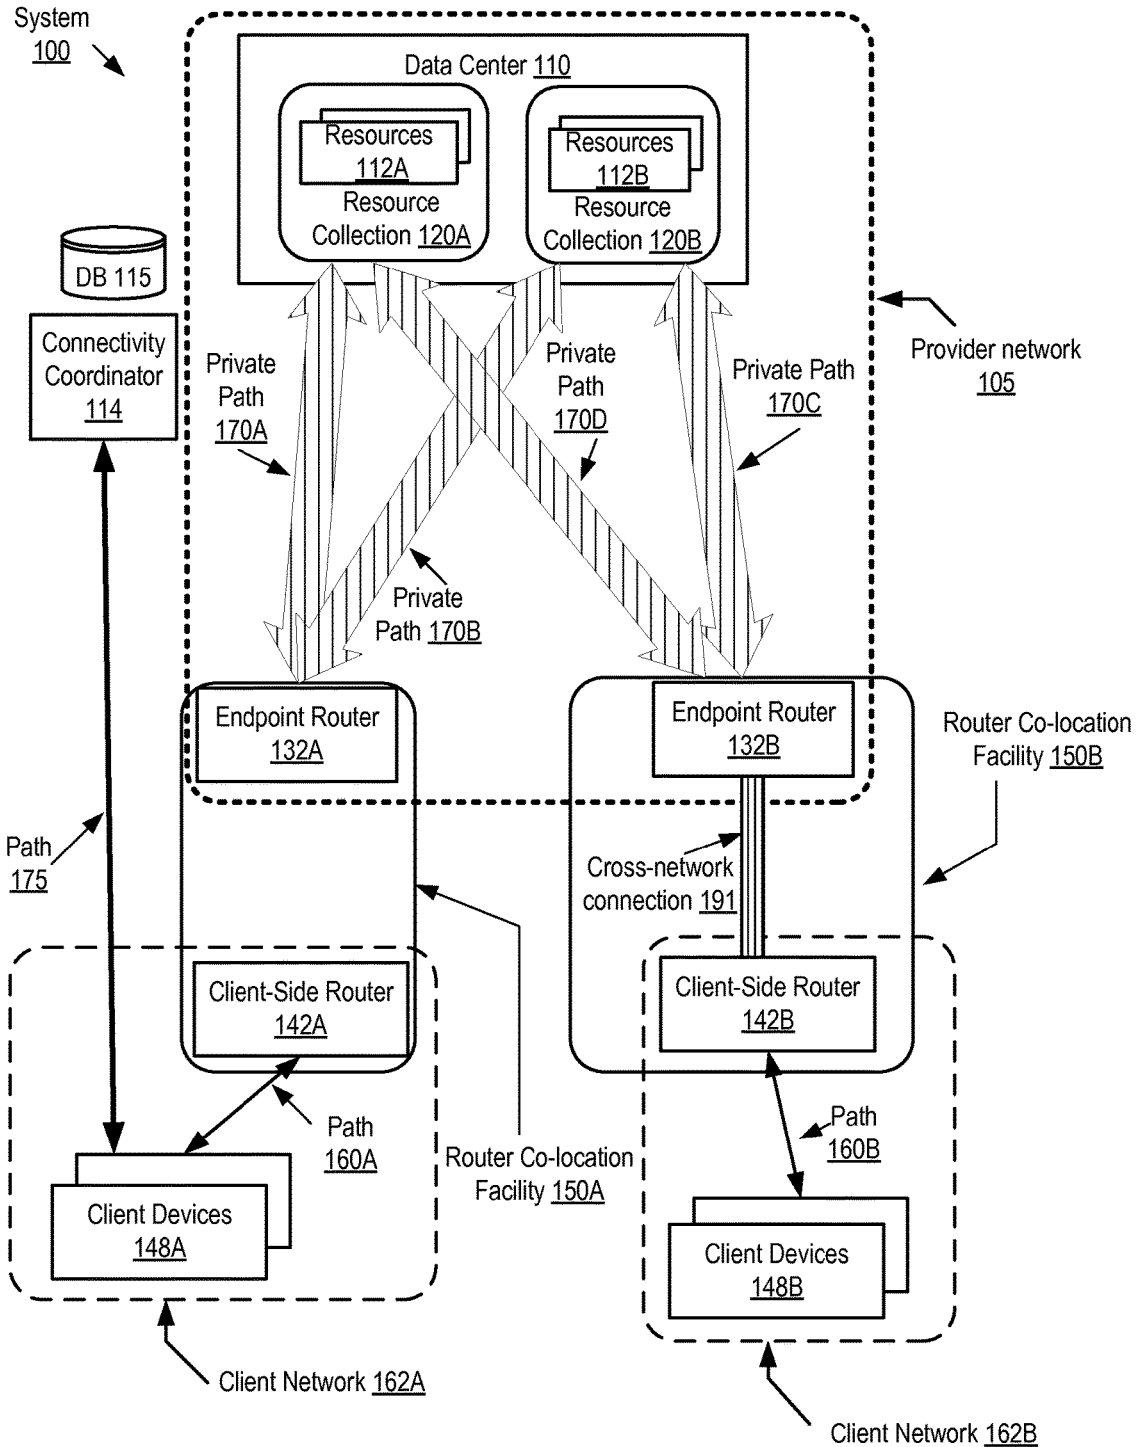 System
100
Data Center 110
Resources
112A
Resource
Collection 120A
Resources
112B
Resource
Collection 120B
DB 115
Connectivity
Coordinator
114
Provider network
105
Private
Path
170A
Private
Path
170D
Private Path
170C
Private
Path 170B
Endpoint Router
132A
Endpoint Router
132B
Router Co-location
Facility 150B
Path
175
Cross-network
connection 191
Client-Side Router
142A
Client-Side Router
142B
Path
160A
Path
160B
Router Co-location
Facility 150A
Client Devices
148A
Client Devices
148B
Client Network 162A
Client Network 162B